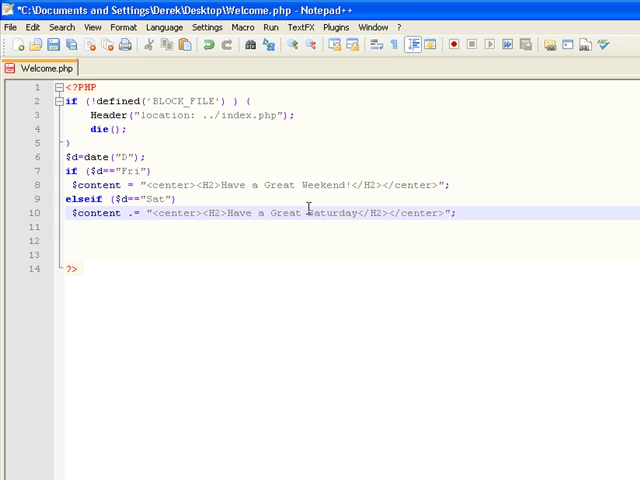 *C:\Documents and Settings\Derek\Desktop\Welcome.php - Notepad++
File Edit Search View Format Language Settings Macro Run TextFX Plugins Window ?
Welcome.php
1 <?PHP
2 if (!defined('BLOCK_FILE') ) {
3 Header("location: ../index.php");
4 die();
5 }
6 $d=date("D");
7 if ($d=="Fri")
8 $content = "<center><H2>Have a Great Weekend!</H2></center>";
9 elseif ($d=="Sat")
10 $content .= "<center><H2>Have a Great Saturday</H2></center>";
11
12
13
14 ?>